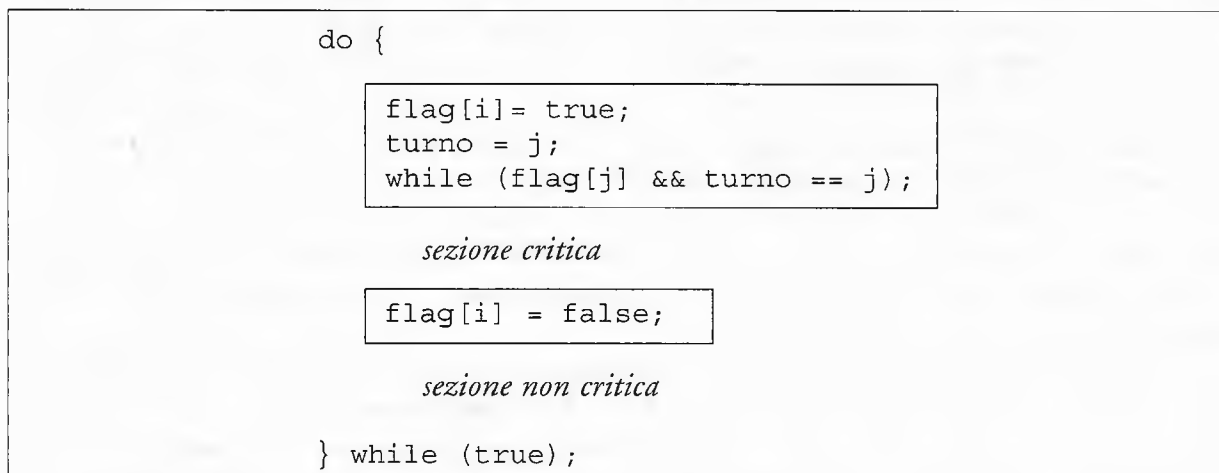 do {
flag[i]= true;
turno = j;
while (flag[j] && turno == j);
sezione critica
flag[i] = false;
sezione non critica
} while (true);